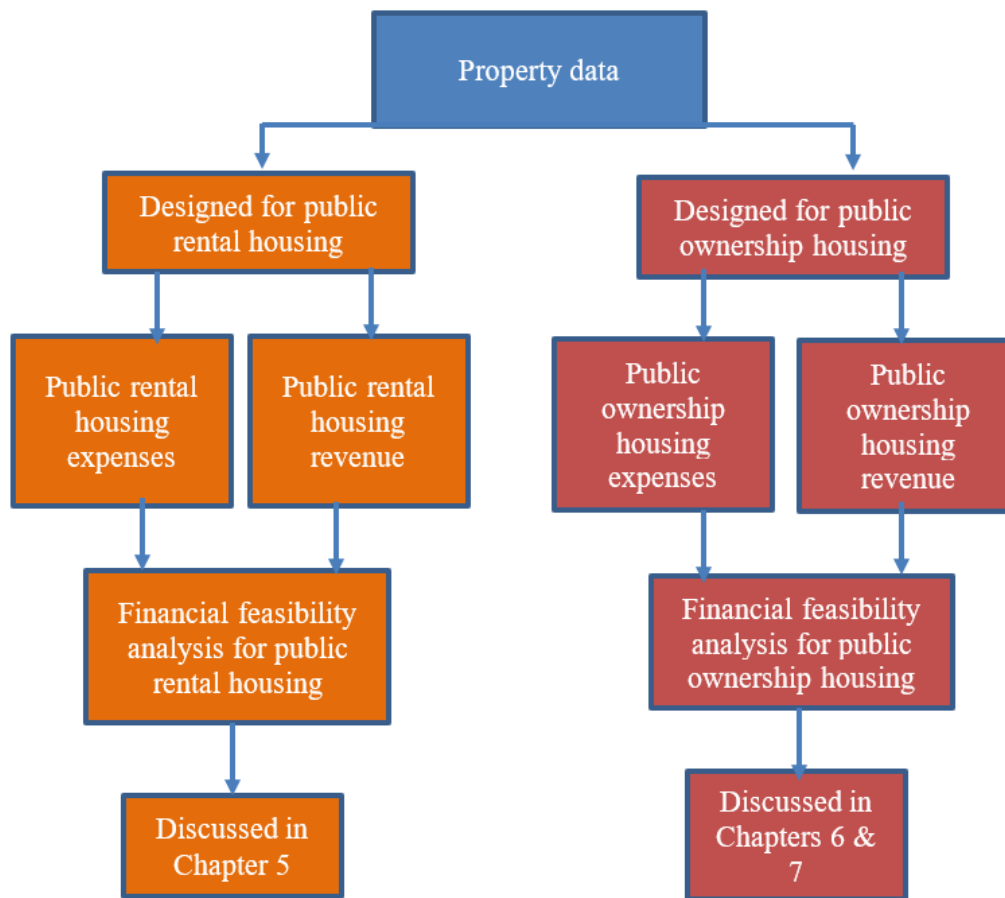 Property data
Designed for public
rental housing
Designed for public
ownership housing
Public rental
housing
expenses
Public rental
housing
revenue
Public
ownership
housing
expenses
Public
ownership
housing
revenue
Financial feasibility
analysis for public
rental housing
Financial feasibility
analysis for public
ownership housing
Discussed in
Chapter 5
Discussed in
Chapters 6 &
7